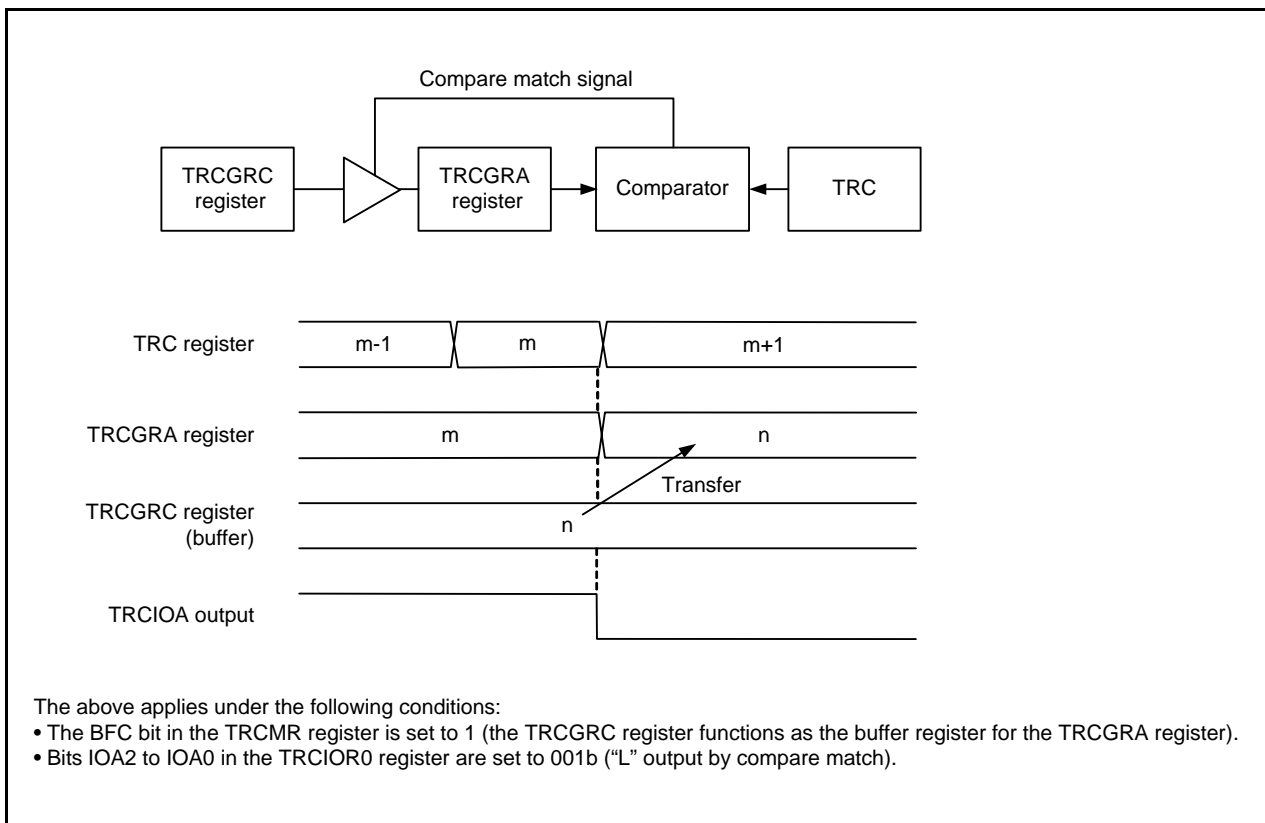 Compare match signal
TRCGRC
register
TRCGRA
register
Comparator
TRC
TRC register
m-1
m
m+1
TRCGRA register
m
n
Transfer
TRCGRC register
(buffer)
n
TRCIOA output
The above applies under the following conditions:
• The BFC bit in the TRCMR register is set to 1 (the TRCGRC register functions as the buffer register for the TRCGRA register).
• Bits IOA2 to IOA0 in the TRCIOR0 register are set to 001b (“L” output by compare match).